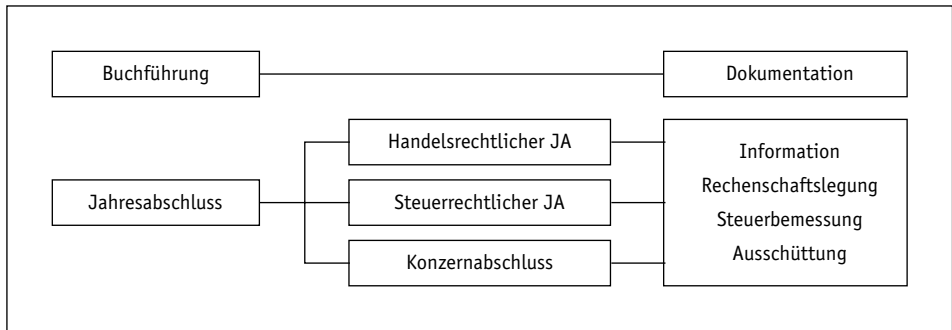 Buchführung
Dokumentation
Handelsrechtlicher JA
Information
Rechenschaftslegung
Jahresabschluss
Steuerrechtlicher JA
Steuerbemessung
Ausschüttung
Konzernabschluss